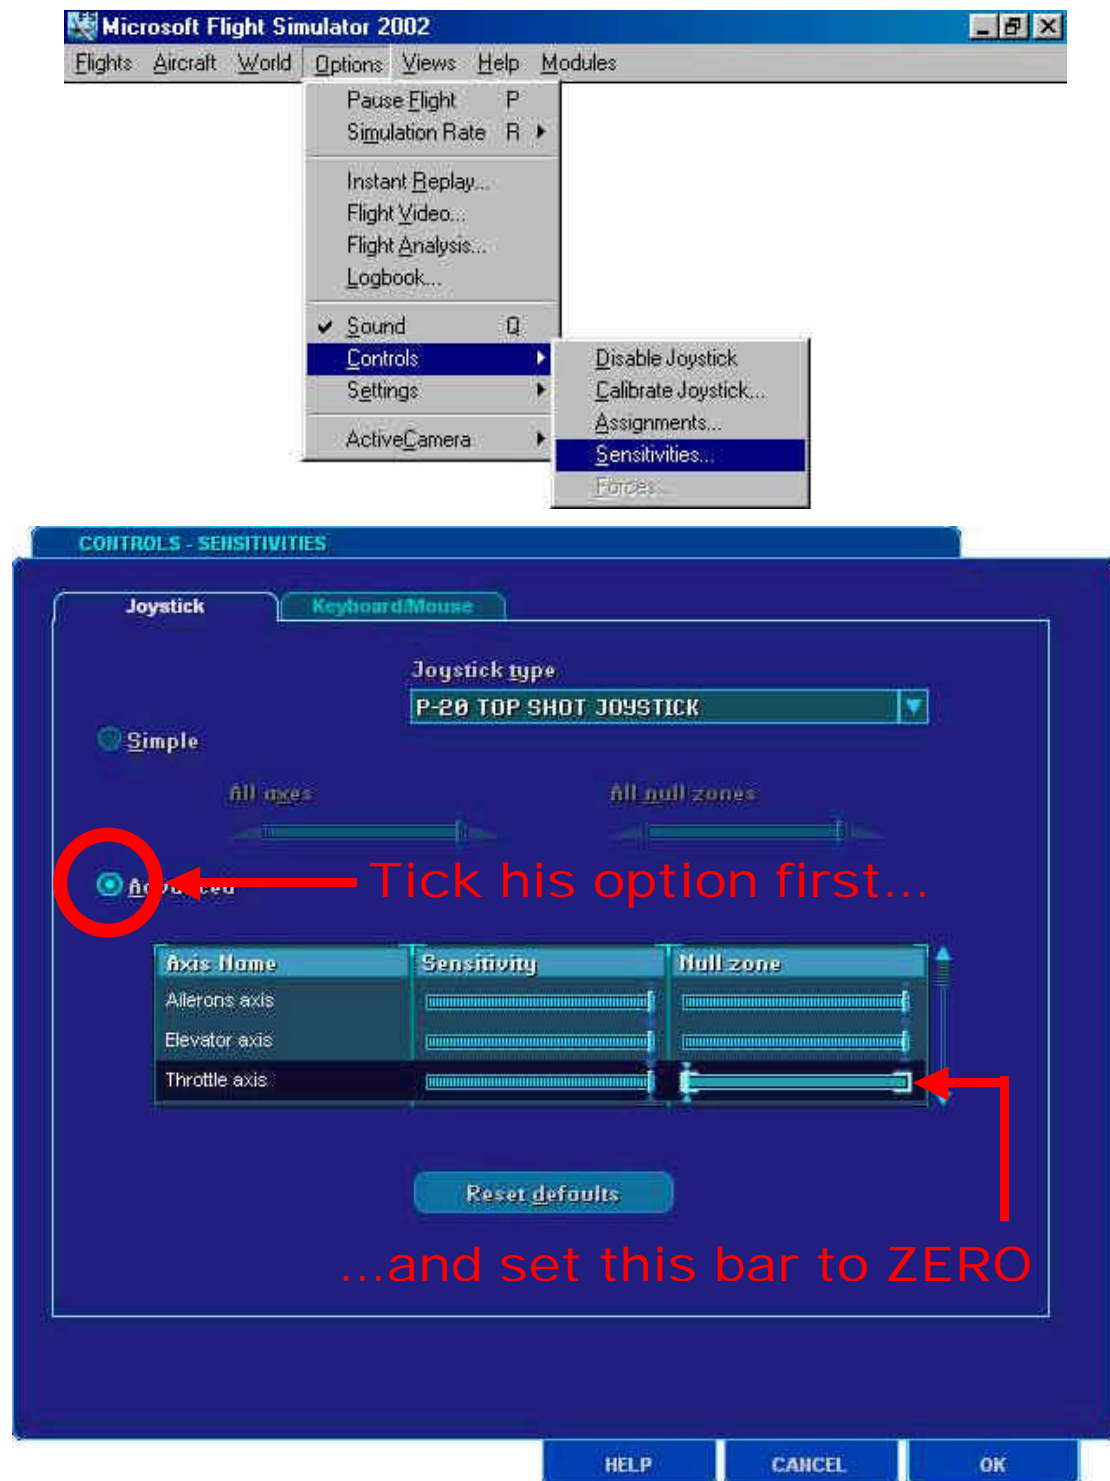 Microsoft Flight Simulator 2002
Flights Aircraft World Options Views Help Modules
Pause Flight P
Simulation Rate R
Instant Replay...
Flight Video...
Flight Analysis...
Logbook...
Sound Q
Controls
Settings
ActiveCamera
Disable Joystick
Calibrate Joystick...
Assignments...
Sensitivities...
Forces...
CONTROLS - SENSITIVITIES
Joystick Keyboard/Mouse
Joystick type
P-20 TOP SHOT JOYSTICK
Simple
All axes All null zones
Advanced
Tick his option first...
Axis Name Sensitivity Null zone
Ailerons axis
Elevator axis
Throttle axis
Reset defaults
...and set this bar to ZERO
HELP CANCEL OK